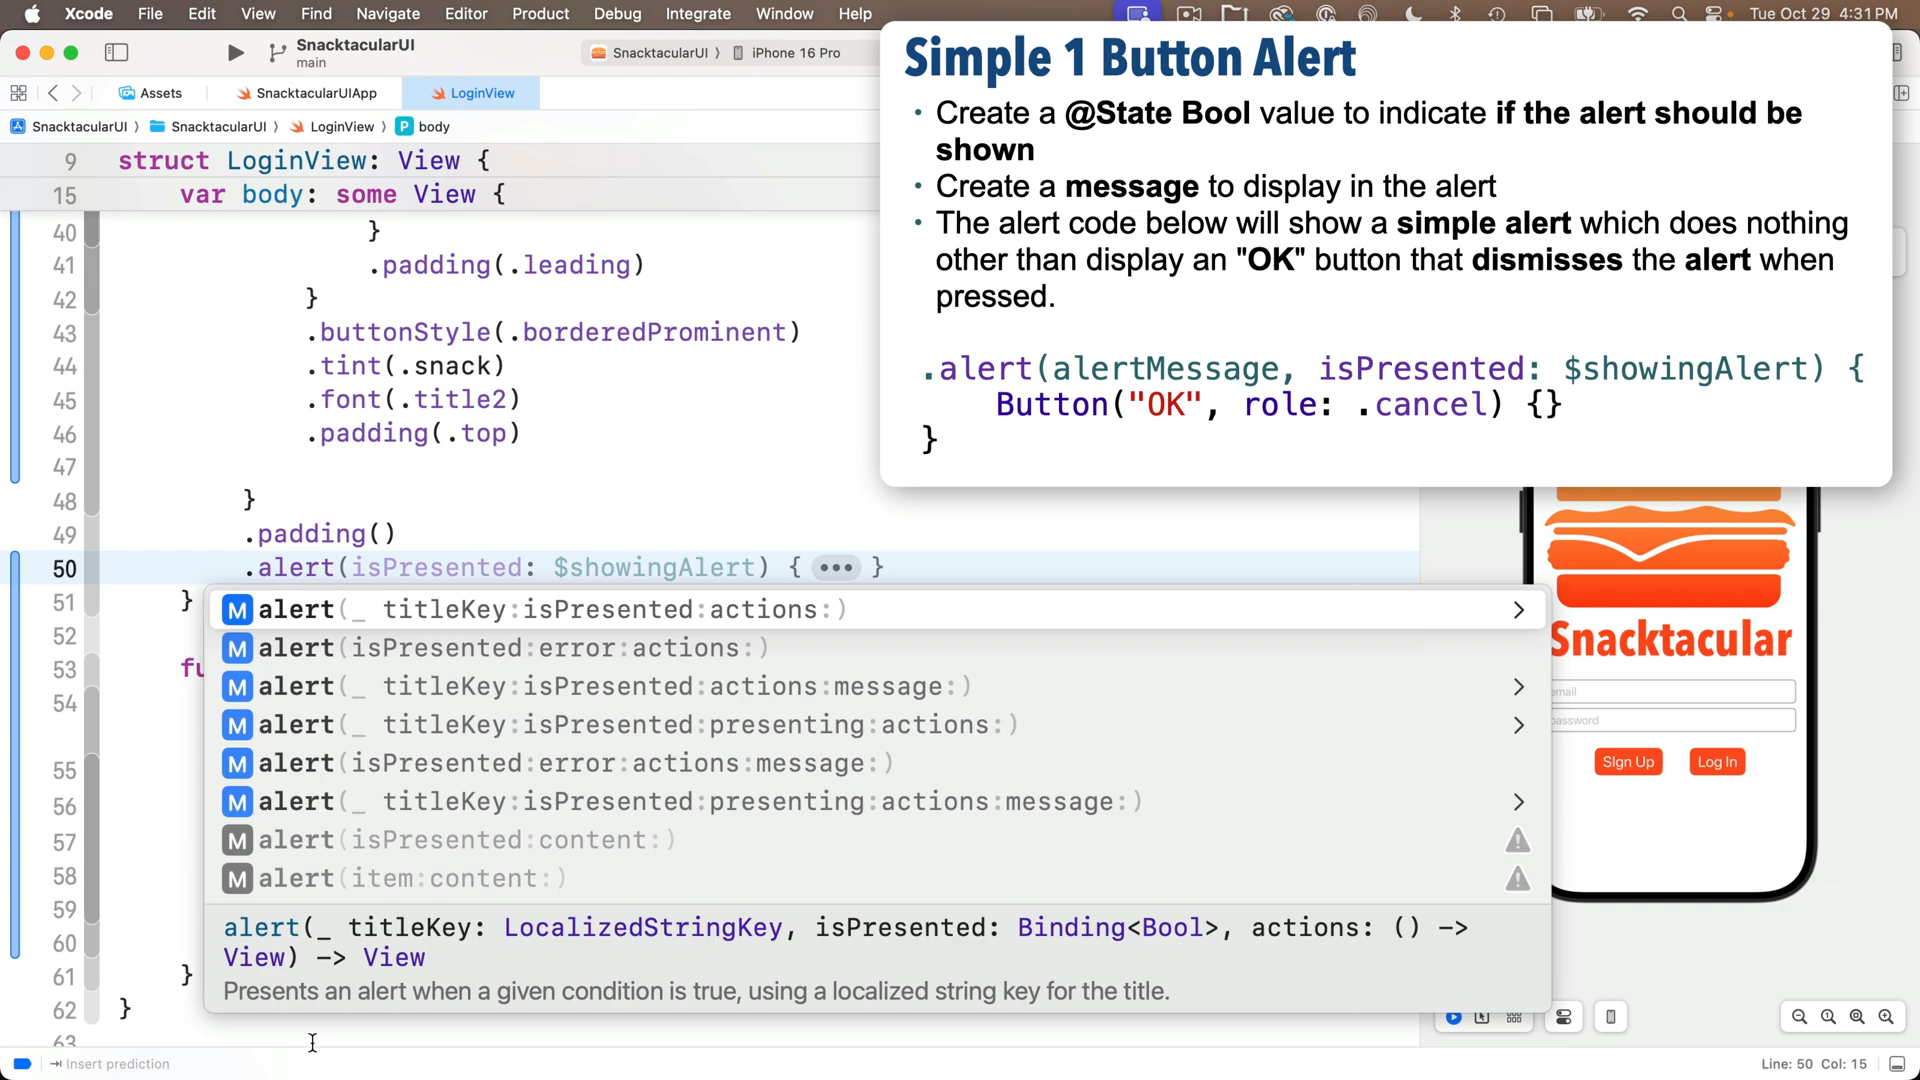 Xcode File Edit View Find Navigate Editor Product Debug Integrate Window Help Tue Oct 29 4:31 PM
SnacktacularUI
main
SnacktacularUI iPhone 16 Pro
Assets SnacktacularUIApp LoginView
SnacktacularUI SnacktacularUI LoginView P body
9 struct LoginView: View {
15 var body: some View {
40 }
41 .padding(.leading)
42 }
43 .buttonStyle(.borderedProminent)
44 .tint(.snack)
45 .font(.title2)
46 .padding(.top)
47
48 }
49 .padding()
50 .alert(isPresented: $showingAlert) { ••• }
51 }
52
53 fu
54
55
56
57
58
59
60
61 }
62 }
63
M alert(_ titleKey:isPresented:actions:)
M alert(isPresented:error:actions:)
M alert(_ titleKey:isPresented:actions:message:)
M alert(_ titleKey:isPresented:presenting:actions:)
M alert(isPresented:error:actions:message:)
M alert(_ titleKey:isPresented:presenting:actions:message:)
M alert(isPresented:content:)
M alert(item:content:)
alert(_ titleKey: LocalizedStringKey, isPresented: Binding<Bool>, actions: () ->
View) -> View
Presents an alert when a given condition is true, using a localized string key for the title.
Simple 1 Button Alert
• Create a @State Bool value to indicate if the alert should be
shown
• Create a message to display in the alert
• The alert code below will show a simple alert which does nothing
other than display an "OK" button that dismisses the alert when
pressed.
.alert(alertMessage, isPresented: $showingAlert) {
Button("OK", role: .cancel) {}
}
Snacktacular
email
password
SIgn Up Log In
Insert prediction
Line: 50 Col: 15